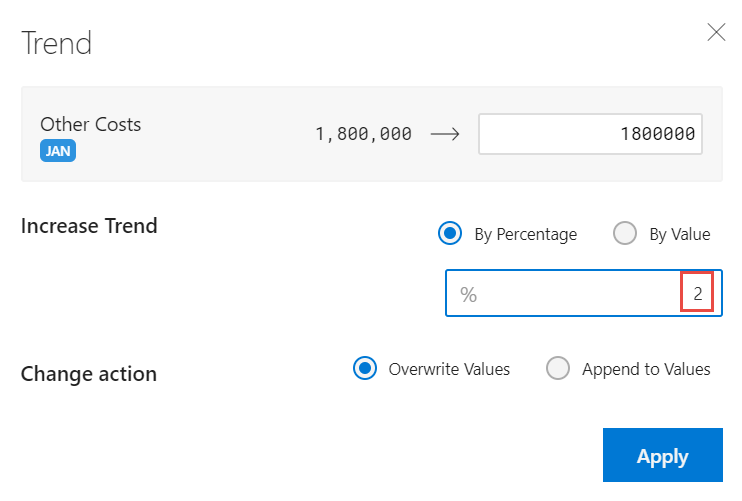 Trend
Other Costs 1,800,000 → 1800000
JAN
Increase Trend By Percentage By Value
% 2
Change action Overwrite Values Append to Values
Apply